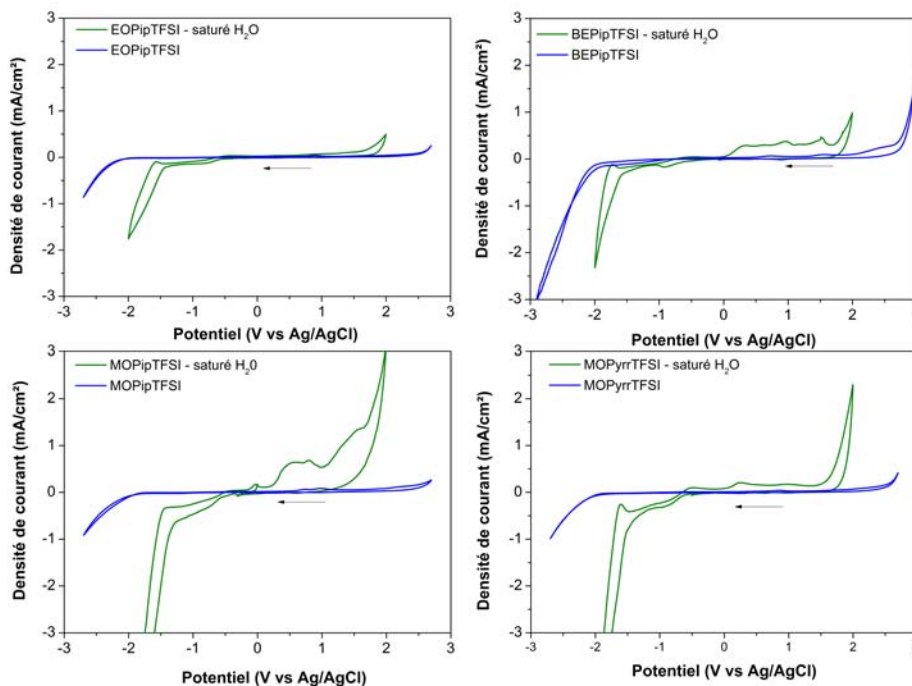 EOPipTFSI - saturé H₂O
EOPipTFSI
Densité de courant (mA/cm²)
3
2
1
0
-1
-2
-3
-3 -2 -1 0 1 2 3
Potentiel (V vs Ag/AgCl)
BEPipTFSI - saturé H₂O
BEPipTFSI
Densité de courant (mA/cm²)
3
2
1
0
-1
-2
-3
-3 -2 -1 0 1 2
Potentiel (V vs Ag/AgCl)
MOPipTFSI - saturé H₂0
MOPipTFSI
Densité de courant (mA/cm²)
3
2
1
0
-1
-2
-3
-3 -2 -1 0 1 2 3
Potentiel (V vs Ag/AgCl)
MOPyrrTFSI - saturé H₂O
MOPyrrTFSI
Densité de courant (mA/cm²)
3
2
1
0
-1
-2
-3
-3 -2 -1 0 1 2
Potentiel (V vs Ag/AgCl)